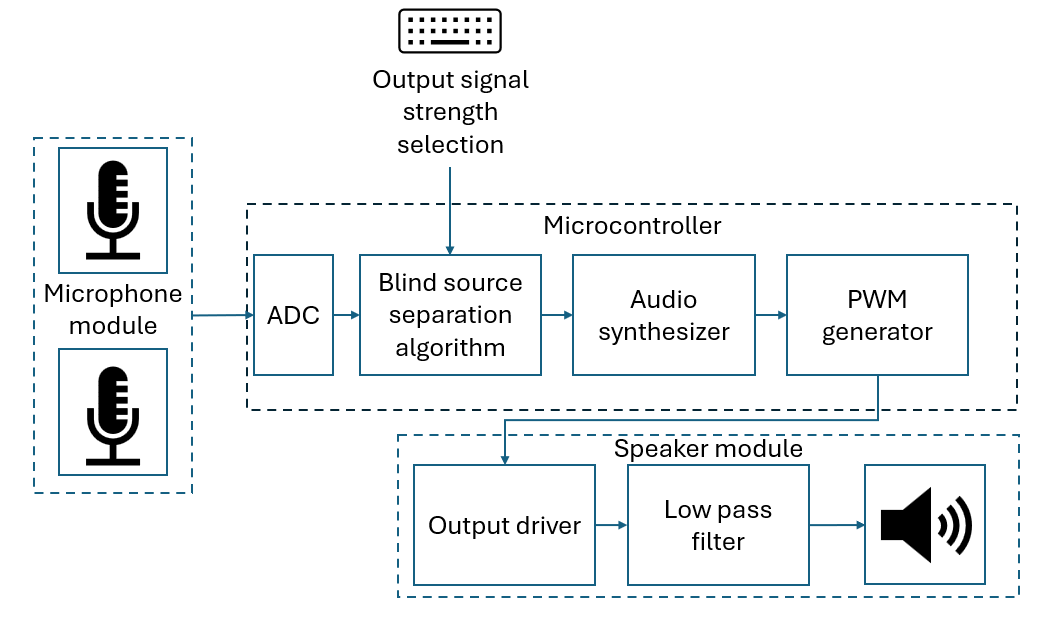 Output signal
strength
selection
Microphone
module
Microcontroller
ADC
Blind source
separation
algorithm
Audio
synthesizer
PWM
generator
Speaker module
Output driver
Low pass
filter